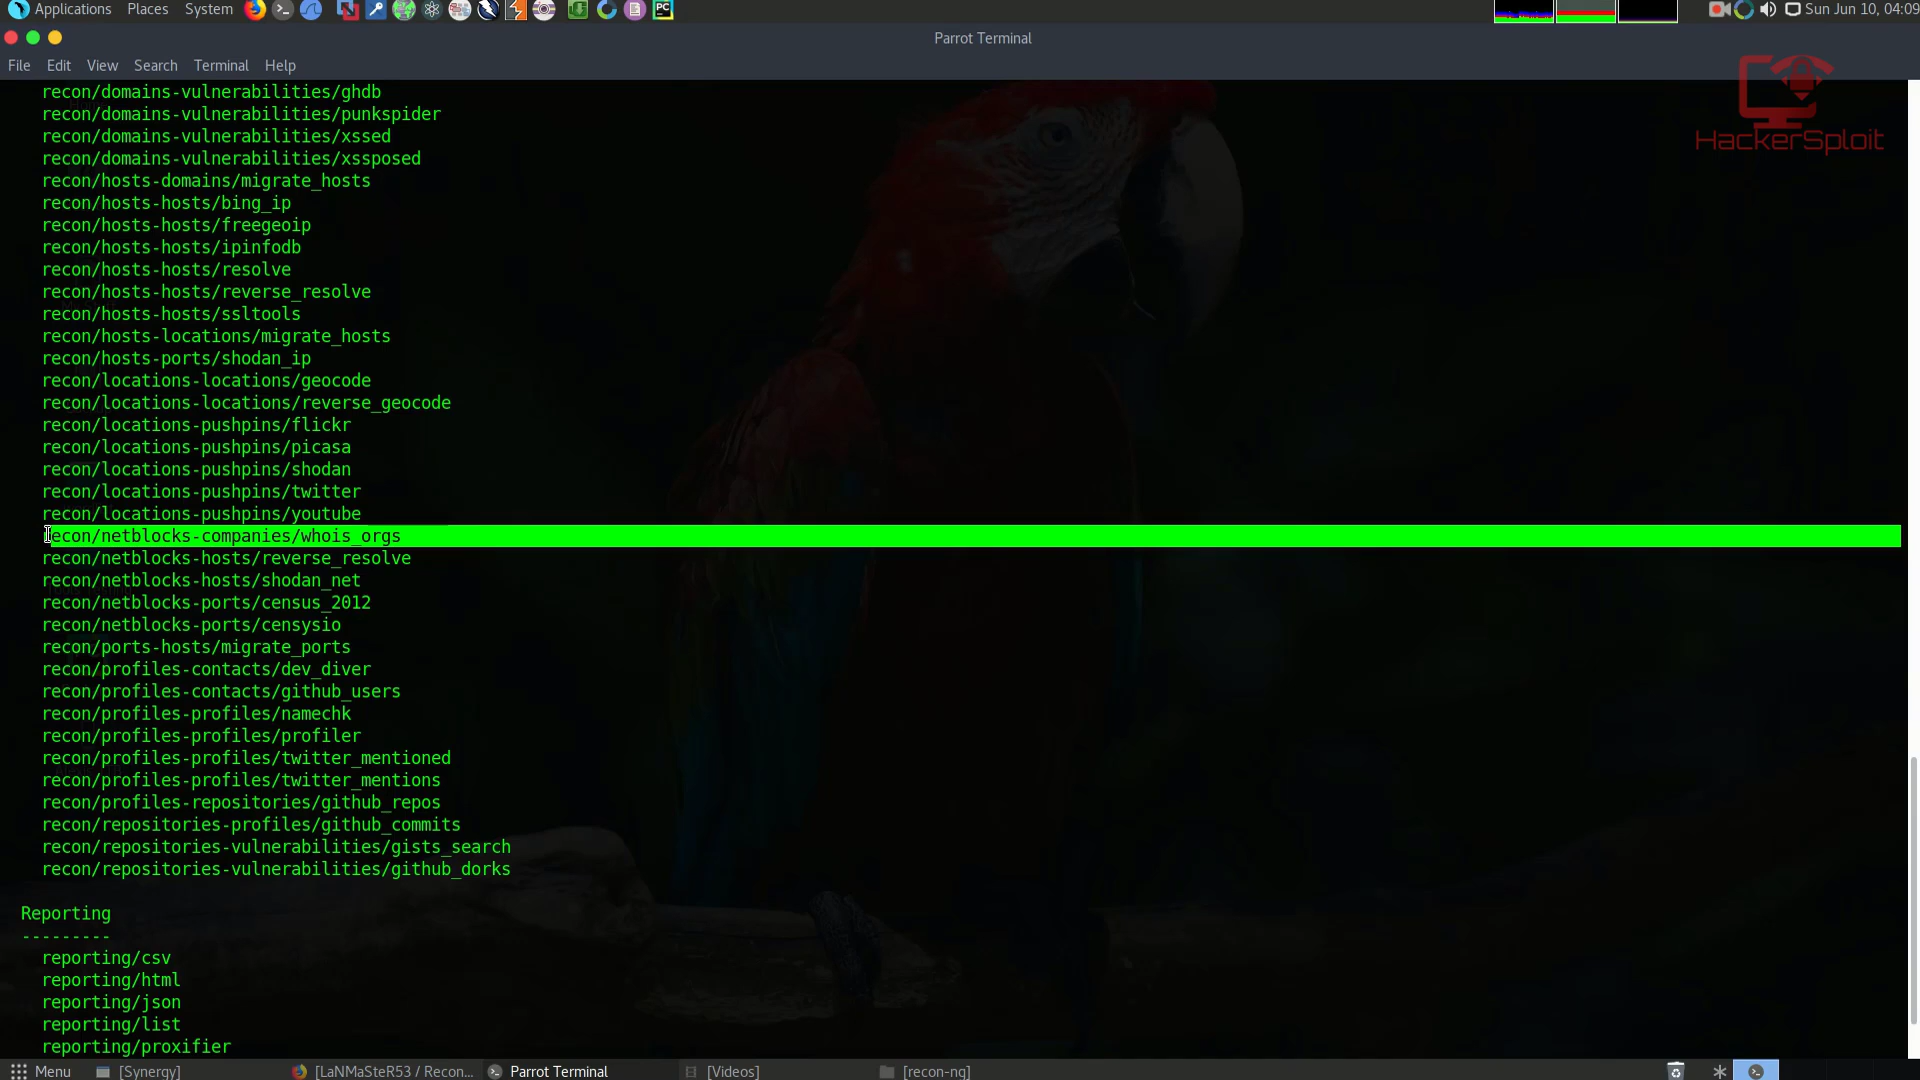 Applications Places System Sun Jun 10, 04:09
Parrot Terminal
File Edit View Search Terminal Help
HackerSploit
recon/domains-vulnerabilities/ghdb
recon/domains-vulnerabilities/punkspider
recon/domains-vulnerabilities/xssed
recon/domains-vulnerabilities/xssposed
recon/hosts-domains/migrate_hosts
recon/hosts-hosts/bing_ip
recon/hosts-hosts/freegeoip
recon/hosts-hosts/ipinfodb
recon/hosts-hosts/resolve
recon/hosts-hosts/reverse_resolve
recon/hosts-hosts/ssltools
recon/hosts-locations/migrate_hosts
recon/hosts-ports/shodan_ip
recon/locations-locations/geocode
recon/locations-locations/reverse_geocode
recon/locations-pushpins/flickr
recon/locations-pushpins/picasa
recon/locations-pushpins/shodan
recon/locations-pushpins/twitter
recon/locations-pushpins/youtube
recon/netblocks-companies/whois_orgs
recon/netblocks-hosts/reverse_resolve
recon/netblocks-hosts/shodan_net
recon/netblocks-ports/census_2012
recon/netblocks-ports/censysio
recon/ports-hosts/migrate_ports
recon/profiles-contacts/dev_diver
recon/profiles-contacts/github_users
recon/profiles-profiles/namechk
recon/profiles-profiles/profiler
recon/profiles-profiles/twitter_mentioned
recon/profiles-profiles/twitter_mentions
recon/profiles-repositories/github_repos
recon/repositories-profiles/github_commits
recon/repositories-vulnerabilities/gists_search
recon/repositories-vulnerabilities/github_dorks
Reporting
---------
reporting/csv
reporting/html
reporting/json
reporting/list
reporting/proxifier
Menu [Synergy] [LaNMaSteR53 / Recon... Parrot Terminal [Videos] [recon-ng]